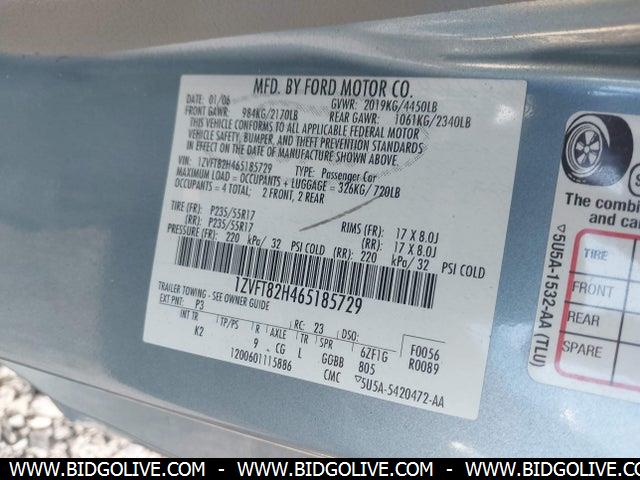 MFD. BY FORD MOTOR CO.
DATE: 01/06 GVWR: 2019KG/4450LB
FRONT GAWR: 984KG/2170LB REAR GAWR: 1061KG/2340LB
THIS VEHICLE CONFORMS TO ALL APPLICABLE FEDERAL MOTOR
VEHICLE SAFETY, BUMPER, AND THEFT PREVENTION STANDARDS
IN EFFECT ON THE DATE OF MANUFACTURE SHOWN ABOVE.
VIN: 1ZVFT82H465185729 TYPE: Passenger Car
MAXIMUM LOAD = OCCUPANTS + LUGGAGE = 326KG/720LB
OCCUPANTS = 4 TOTAL: 2 FRONT, 2 REAR
TIRE (FR): P235/55R17 RIMS (FR): 17 X 8.0J
(RR): P235/55R17 (RR): 17 X 8.0J
PRESSURE (FR): 220 kPa/ 32 PSI COLD (RR): 220 kPa/ 32 PSI COLD
1ZVFT82H465185729
TRAILER TOWING - SEE OWNER GUIDE
EXT PNT: P3 RC: 23 DSO: F0056
INT TR TP/PS R AXLE TR SPR 6ZF1G R0089
K2 9 CG L GGBB 805
1200601115886 CMC ▽5U5A-5420472-AA
The combin
and car
TIRE
FRONT
REAR
SPARE
▽5U5A-1532-AA (TLU)
WWW.BIDGOLIVE.COM - WWW.BIDGOLIVE.COM - WWW.BIDGOLIVE.COM